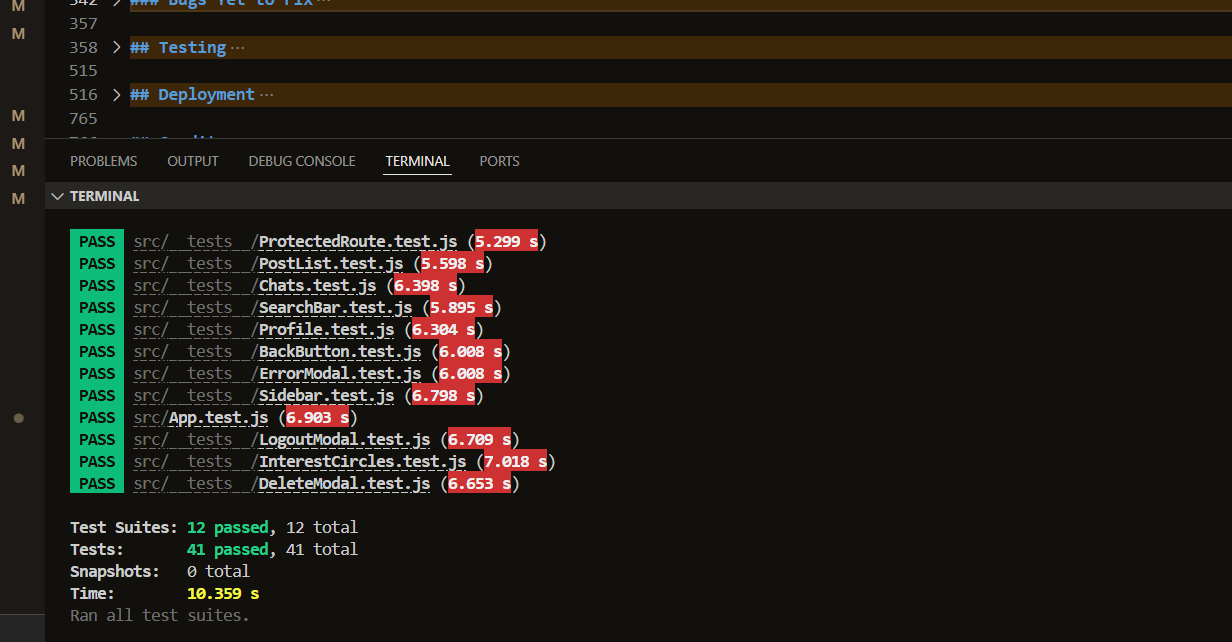 M
342 > ### Bugs Yet to Fix ···
M
357
358 > ## Testing ···
515
M
516 > ## Deployment ···
M
765
M
M
PROBLEMS OUTPUT DEBUG CONSOLE TERMINAL PORTS
TERMINAL
PASS src/__tests__/ProtectedRoute.test.js (5.299 s)
PASS src/__tests__/PostList.test.js (5.598 s)
PASS src/__tests__/Chats.test.js (6.398 s)
PASS src/__tests__/SearchBar.test.js (5.895 s)
PASS src/__tests__/Profile.test.js (6.304 s)
PASS src/__tests__/BackButton.test.js (6.008 s)
PASS src/__tests__/ErrorModal.test.js (6.008 s)
PASS src/__tests__/Sidebar.test.js (6.798 s)
PASS src/App.test.js (6.903 s)
PASS src/__tests__/LogoutModal.test.js (6.709 s)
PASS src/__tests__/InterestCircles.test.js (7.018 s)
PASS src/__tests__/DeleteModal.test.js (6.653 s)
Test Suites: 12 passed, 12 total
Tests: 41 passed, 41 total
Snapshots: 0 total
Time: 10.359 s
Ran all test suites.